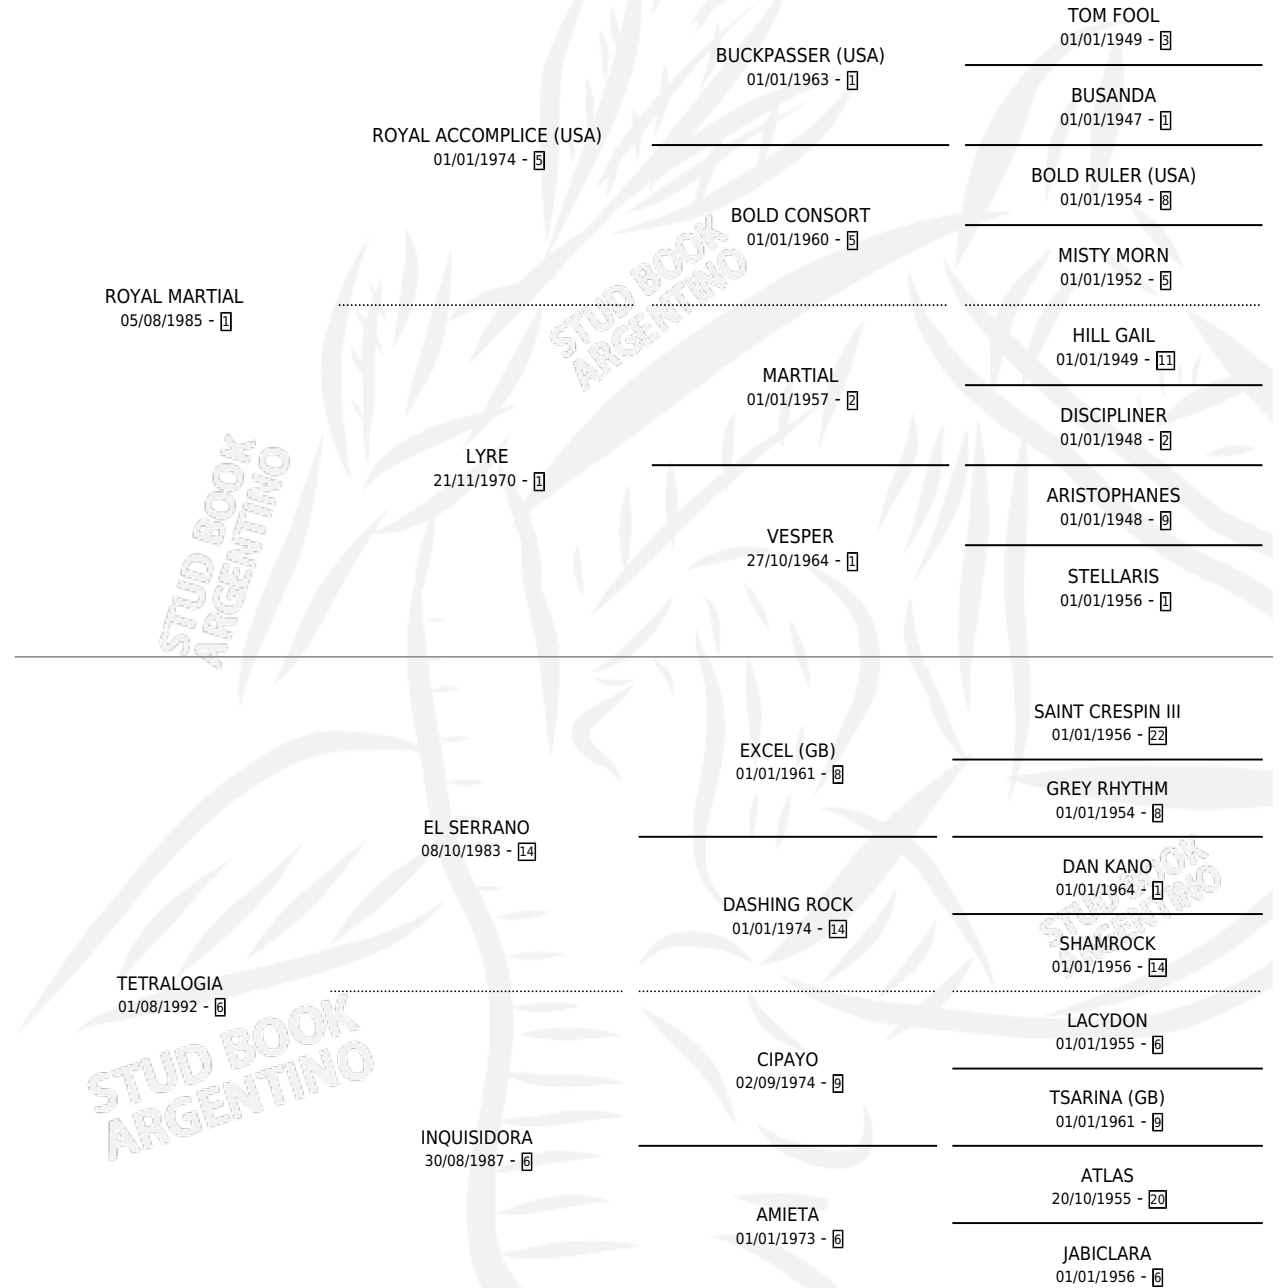 TOM FOOL
01/01/1949 - 3
BUCKPASSER (USA)
01/01/1963 - 1
BUSANDA
01/01/1947 - 1
ROYAL ACCOMPLICE (USA)
01/01/1974 - 5
BOLD RULER (USA)
01/01/1954 - 8
BOLD CONSORT
01/01/1960 - 5
MISTY MORN
01/01/1952 - 5
ROYAL MARTIAL
05/08/1985 - 1
STUD BOOK
ARGENTINO
HILL GAIL
01/01/1949 - 11
MARTIAL
01/01/1957 - 2
DISCIPLINER
01/01/1948 - 2
LYRE
21/11/1970 - 1
ARISTOPHANES
01/01/1948 - 9
VESPER
27/10/1964 - 1
STELLARIS
01/01/1956 - 1
STUD BOOK
ARGENTINO
SAINT CRESPIN III
01/01/1956 - 22
EXCEL (GB)
01/01/1961 - 8
GREY RHYTHM
01/01/1954 - 8
EL SERRANO
08/10/1983 - 14
DAN KANO
01/01/1964 - 1
DASHING ROCK
01/01/1974 - 14
SHAMROCK
01/01/1956 - 14
STUD BOOK
ARGENTINO
TETRALOGIA
01/08/1992 - 6
LACYDON
01/01/1955 - 6
CIPAYO
02/09/1974 - 9
TSARINA (GB)
01/01/1961 - 9
STUD BOOK
ARGENTINO
INQUISIDORA
30/08/1987 - 6
ATLAS
20/10/1955 - 20
AMIETA
01/01/1973 - 6
JABICLARA
01/01/1956 - 6